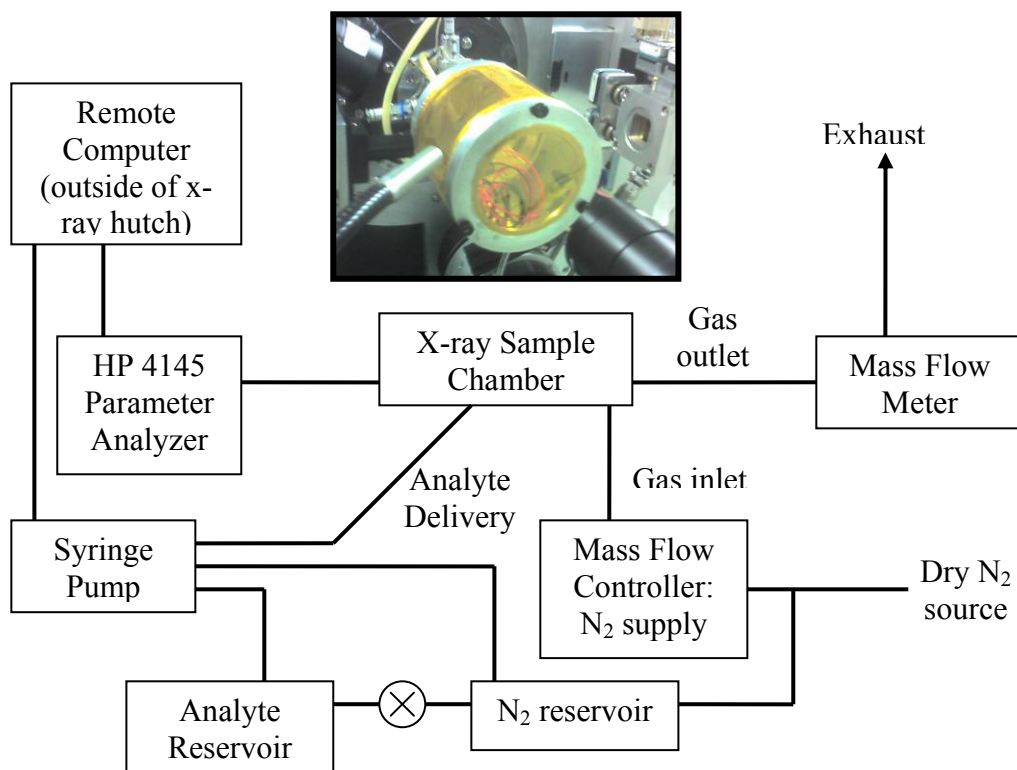 Remote
Computer
(outside of x-
ray hutch)
Exhaust
X-ray Sample
Chamber
Gas
outlet
HP 4145
Parameter
Analyzer
Mass Flow
Meter
Analyte
Delivery
Gas inlet
Syringe
Pump
Mass Flow
Controller:
N₂ supply
Dry N₂
source
Analyte
Reservoir
N₂ reservoir